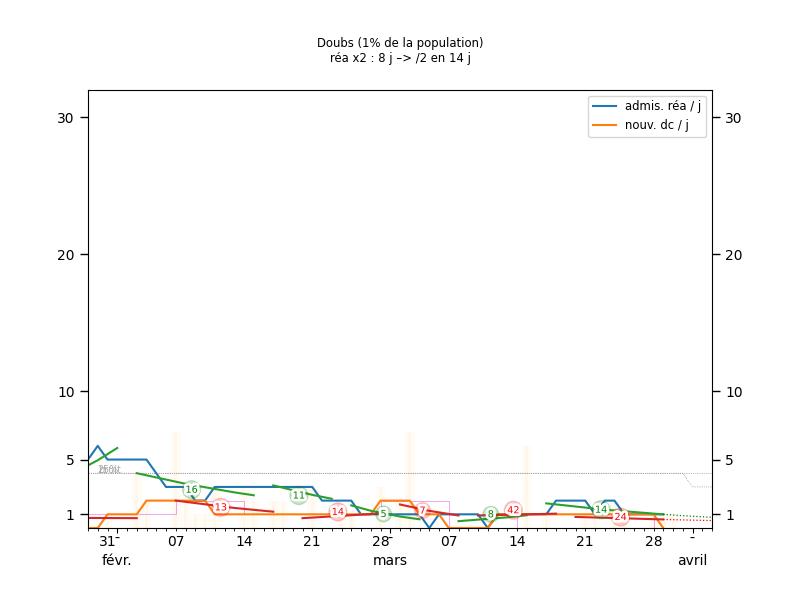 Doubs (1% de la population)
réa x2 : 8 j –> /2 en 14 j
admis. réa / j
nouv. dc / j
30 30
20 20
10 10
5 5
1 1
16 13 11 14 5 7 8 42 14 24
31 07 14 21 28 07 14 21 28 -
févr. mars avril